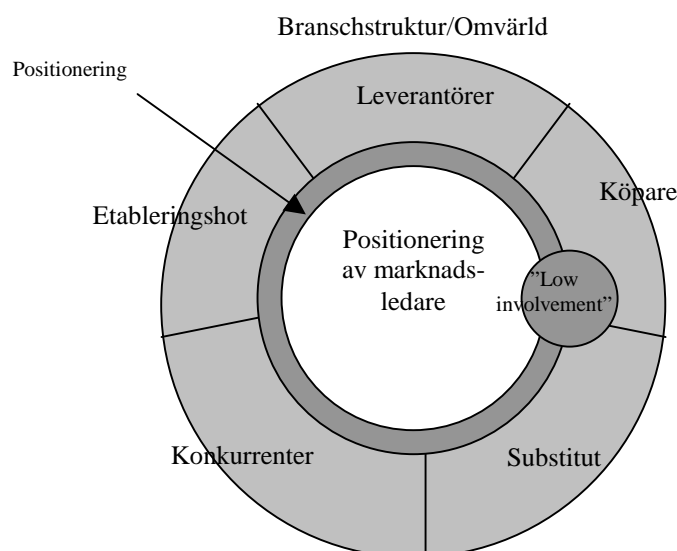 Branschstruktur/Omvärld
Positionering
Leverantörer
Köpare
Etableringshot
Positionering
av marknads-
ledare
”Low
involvement”
Konkurrenter
Substitut